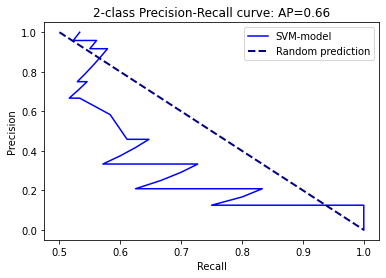 2-class Precision-Recall curve: AP=0.66
SVM-model
Random prediction
Precision
1.0
0.8
0.6
0.4
0.2
0.0
0.5 0.6 0.7 0.8 0.9 1.0
Recall